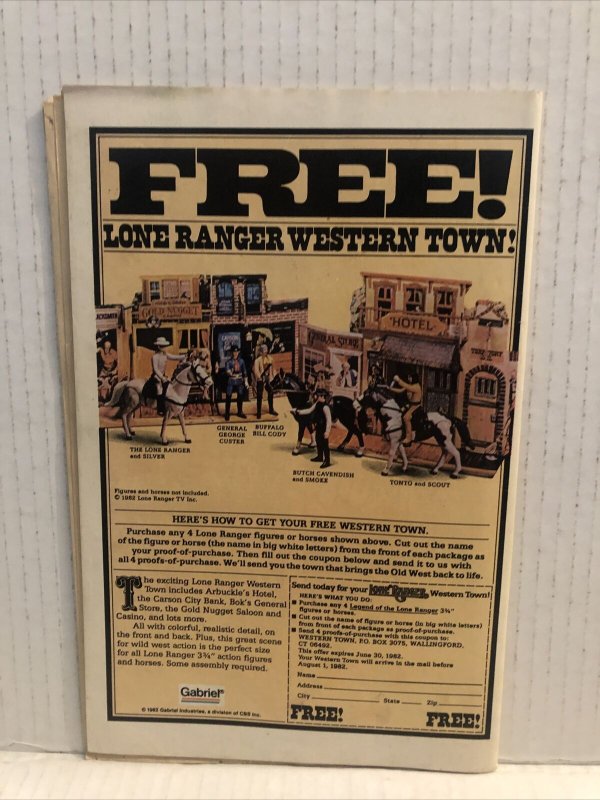 FREE!
LONE RANGER WESTERN TOWN!
GOLD NUGGET
HOTEL
THE LONE RANGER
and SILVER
GENERAL
GEORGE
CUSTER
BUFFALO
BILL CODY
BUTCH CAVENDISH
and SMOKE
TONTO and SCOUT
Figures and horses not included.
© 1982 Lone Ranger TV Inc.
HERE'S HOW TO GET YOUR FREE WESTERN TOWN.
Purchase any 4 Lone Ranger figures or horses shown above. Cut out the name
of the figure or horse (the name in big white letters) from the front of each package as
your proof-of-purchase. Then fill out the coupon below and send it to us with
all 4 proofs-of-purchase. We'll send you the town that brings the Old West back to life.
The exciting Lone Ranger Western
Town includes Arbuckle's Hotel,
the Carson City Bank, Bok's General
Store, the Gold Nugget Saloon and
Casino, and lots more.
All with colorful, realistic detail, on
the front and back. Plus, this great scene
for wild west action is the perfect size
for all Lone Ranger 3¾" action figures
and horses. Some assembly required.
Gabriel®
© 1982 Gabriel Industries, a division of CBS Inc.
Send today for your Lone Ranger Western Town!
HERE'S WHAT YOU DO:
■ Purchase any 4 Legend of the Lone Ranger 3¾"
figures or horses.
■ Cut out name of figure or horse (in big white letters)
from front of each package as proof-of-purchase.
■ Send 4 proofs-of-purchase with this coupon to:
WESTERN TOWN, P.O. BOX 3075, WALLINGFORD,
CT 06492.
This offer expires June 30, 1982.
Your Western Town will arrive in the mail before
August 1, 1982.
Name
Address
City State Zip
FREE! FREE!